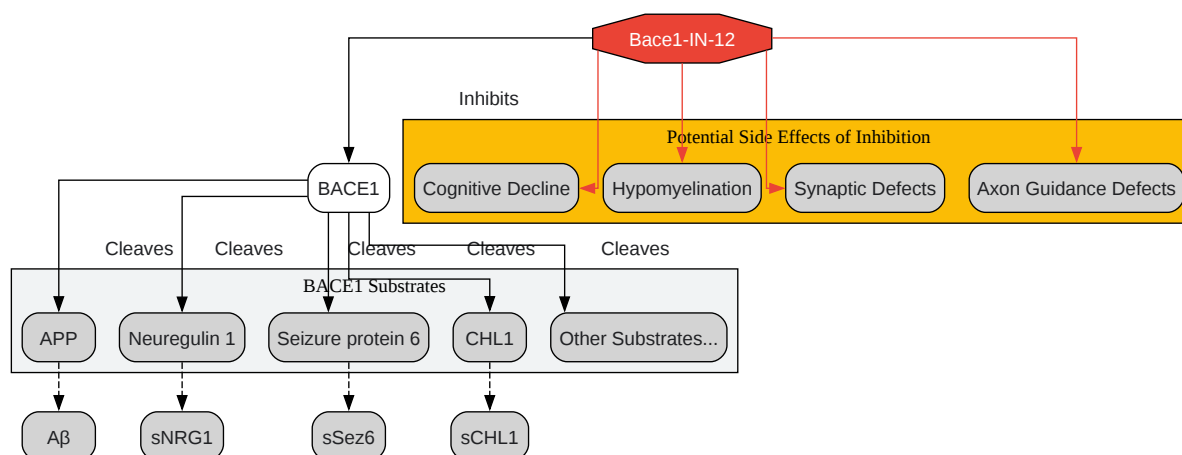 Bace1-IN-12
Inhibits
Potential Side Effects of Inhibition
BACE1
Cognitive Decline
Hypomyelination
Synaptic Defects
Axon Guidance Defects
Cleaves
Cleaves
Cleaves
Cleaves
Cleaves
BACE1 Substrates
APP
Neuregulin 1
Seizure protein 6
CHL1
Other Substrates...
Aβ
sNRG1
sSez6
sCHL1